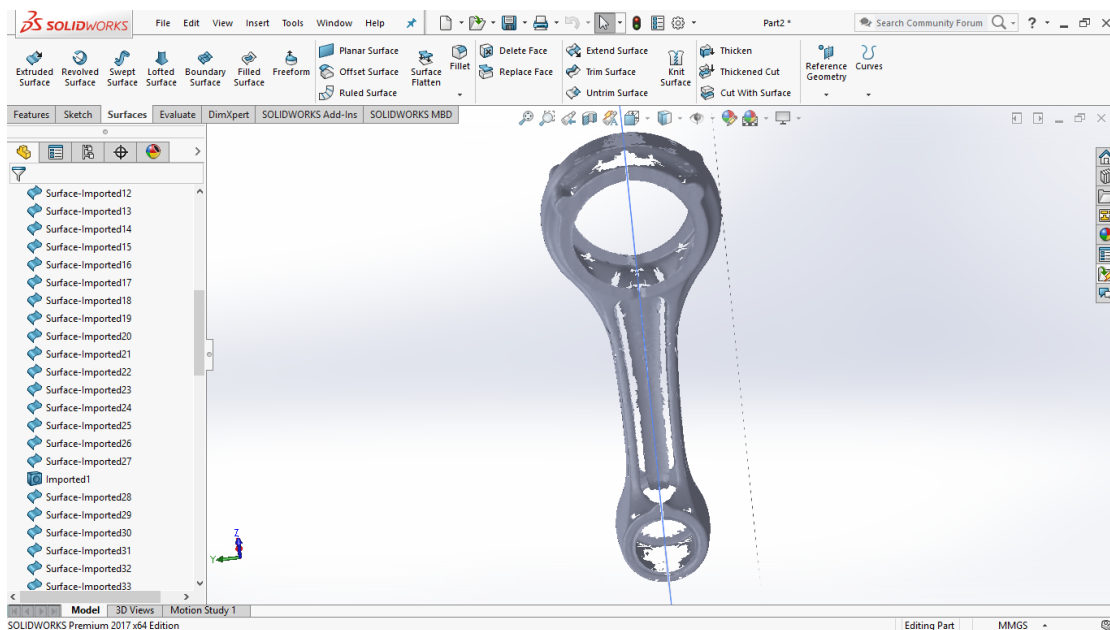 SOLIDWORKS File Edit View Insert Tools Window Help Part2 * Search Community Forum ?
Extruded Surface
Revolved Surface
Swept Surface
Lofted Surface
Boundary Surface
Filled Surface
Freeform
Planar Surface
Offset Surface
Ruled Surface
Surface Flatten
Fillet
Delete Face
Replace Face
Extend Surface
Trim Surface
Untrim Surface
Knit Surface
Thicken
Thickened Cut
Cut With Surface
Reference Geometry
Curves
Features Sketch Surfaces Evaluate DimXpert SOLIDWORKS Add-Ins SOLIDWORKS MBD
Surface-Imported12
Surface-Imported13
Surface-Imported14
Surface-Imported15
Surface-Imported16
Surface-Imported17
Surface-Imported18
Surface-Imported19
Surface-Imported20
Surface-Imported21
Surface-Imported22
Surface-Imported23
Surface-Imported24
Surface-Imported25
Surface-Imported26
Surface-Imported27
Imported1
Surface-Imported28
Surface-Imported29
Surface-Imported30
Surface-Imported31
Surface-Imported32
Surface-Imported33
Z
Y
Model 3D Views Motion Study 1
SOLIDWORKS Premium 2017 x64 Edition Editing Part MMGS